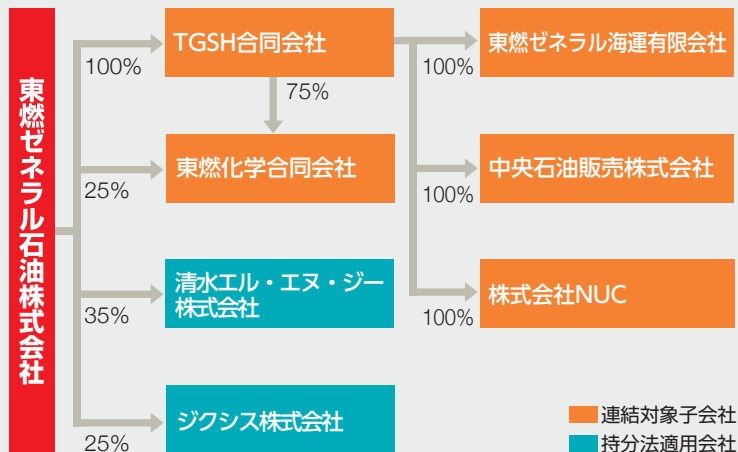 東燃ゼネラル石油株式会社
TGSH合同会社
100%
75%
東燃化学合同会社
25%
清水エル・エヌ・ジー
株式会社
35%
ジクシス株式会社
25%
東燃ゼネラル海運有限会社
100%
中央石油販売株式会社
100%
株式会社NUC
100%
連結対象子会社
持分法適用会社